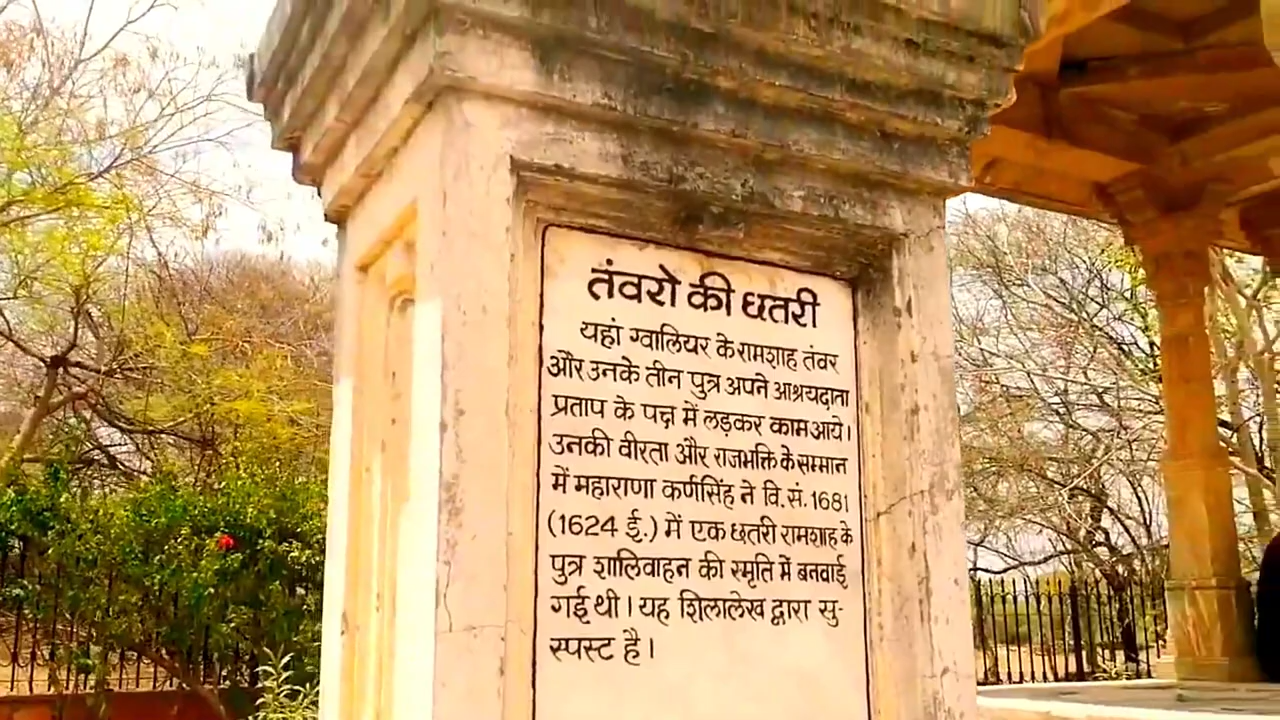 तंवरो की छतरी
यहां ग्वालियर के रामशाह तंवर
और उनके तीन पुत्र अपने आश्रयदाता
प्रताप के पक्ष में लड़कर काम आये।
उनकी वीरता और राजभक्ति के सम्मान
में महाराणा कर्णसिंह ने वि.सं. 1681
(1624 ई.) में एक छतरी रामशाह के
पुत्र शालिवाहन की स्मृति में बनवाई
गई थी। यह शिलालेख द्वारा सु-
स्पस्ट है।